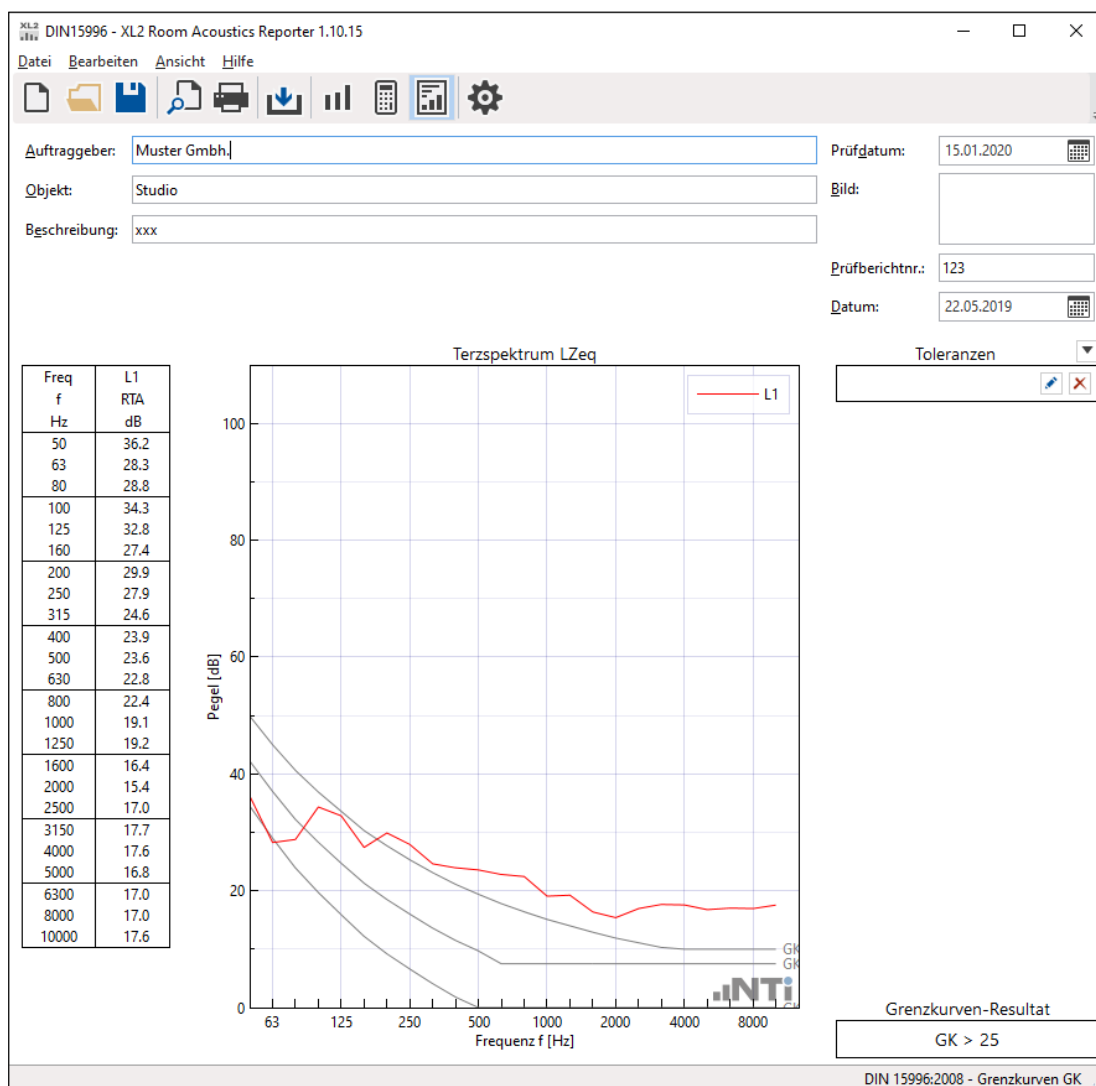 XL2
DIN15996 - XL2 Room Acoustics Reporter 1.10.15
Datei Bearbeiten Ansicht Hilfe
Auftraggeber: Muster Gmbh. Prüfdatum: 15.01.2020
Objekt: Studio Bild:
Beschreibung: xxx
Prüfberichtnr.: 123
Datum: 22.05.2019
Terzspektrum LZeq
Toleranzen
Freq L1
f RTA
Hz dB
50 36.2
63 28.3
80 28.8
100 34.3
125 32.8
160 27.4
200 29.9
250 27.9
315 24.6
400 23.9
500 23.6
630 22.8
800 22.4
1000 19.1
1250 19.2
1600 16.4
2000 15.4
2500 17.0
3150 17.7
4000 17.6
5000 16.8
6300 17.0
8000 17.0
10000 17.6
L1
Pegel [dB]
100
80
60
40
20
0
GK
GK
GK
NTi
63 125 250 500 1000 2000 4000 8000
Frequenz f [Hz]
Grenzkurven-Resultat
GK > 25
DIN 15996:2008 - Grenzkurven GK